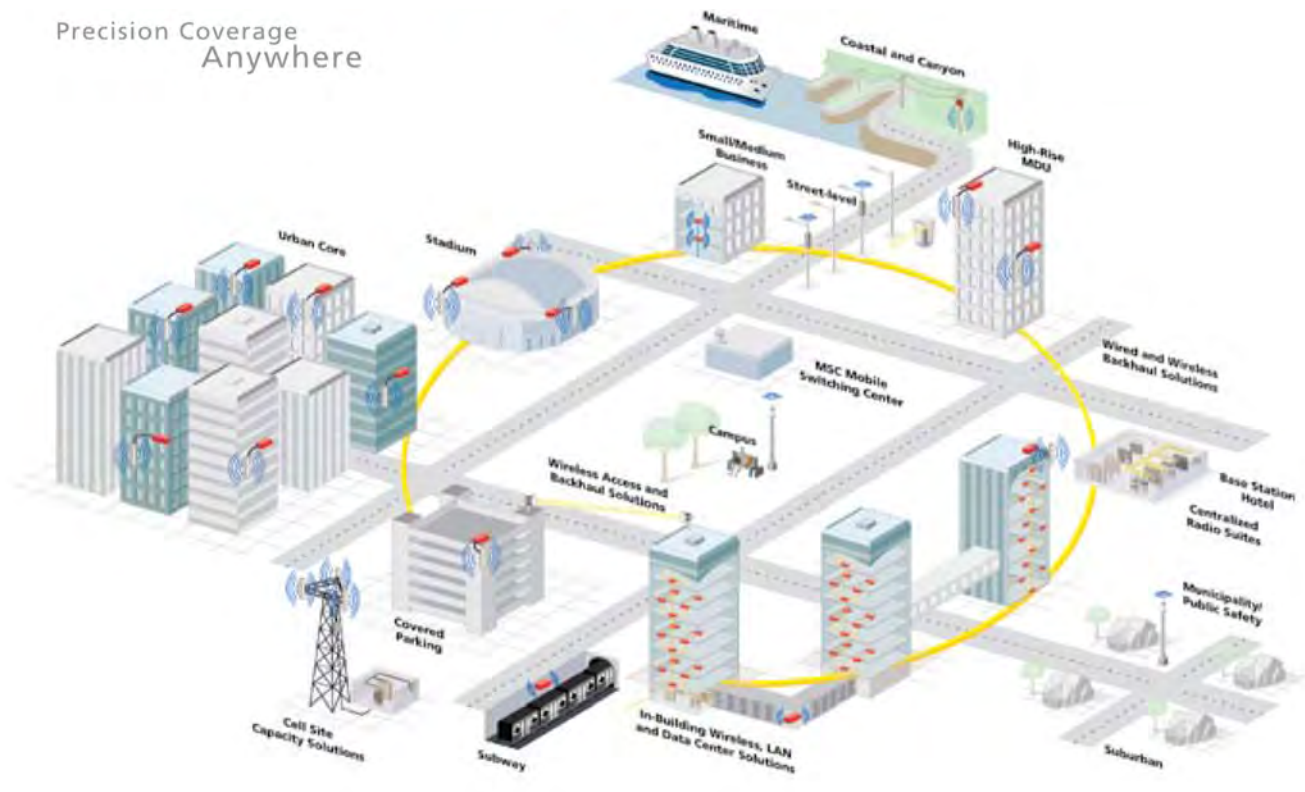 Precision Coverage
Anywhere
Maritime
Coastal and Canyon
Small/Medium
Business
High-Rise
MDU
Street-level
Urban Core
Stadium
Wired and Wireless
Backhaul Solutions
MSC Mobile
Switching Center
Campus
Wireless Access and
Backhaul Solutions
Base Station
Hotel
Centralized
Radio Suites
Municipality/
Public Safety
Covered
Parking
Cell Site
Capacity Solutions
Subway
In-Building Wireless, LAN
and Data Center Solutions
Suburban